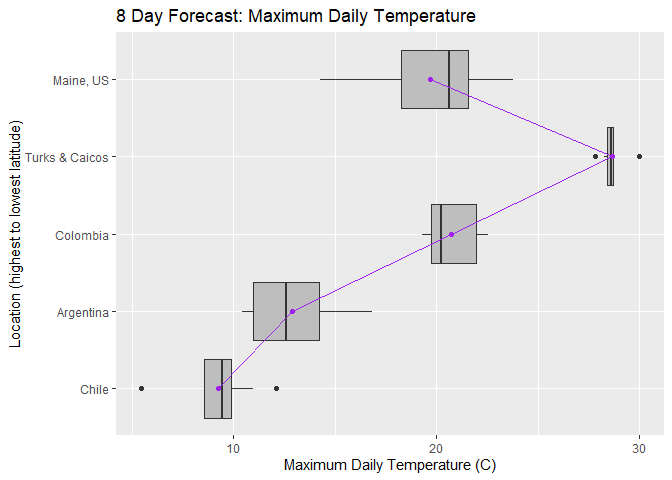 8 Day Forecast: Maximum Daily Temperature
Location (highest to lowest latitude)
Maine, US
Turks & Caicos
Colombia
Argentina
Chile
10 20 30
Maximum Daily Temperature (C)